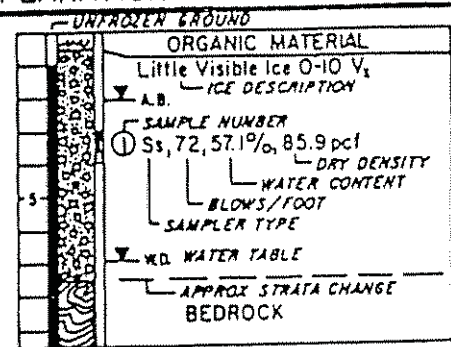 UNFROZEN GROUND
ORGANIC MATERIAL
Little Visible Ice 0-10 Vx
ICE DESCRIPTION
A.B.
SAMPLE NUMBER
1 Ss, 72, 57.1%, 85.9 pcf
DRY DENSITY
WATER CONTENT
5
BLOWS/FOOT
SAMPLER TYPE
W.D. WATER TABLE
APPROX STRATA CHANGE
BEDROCK